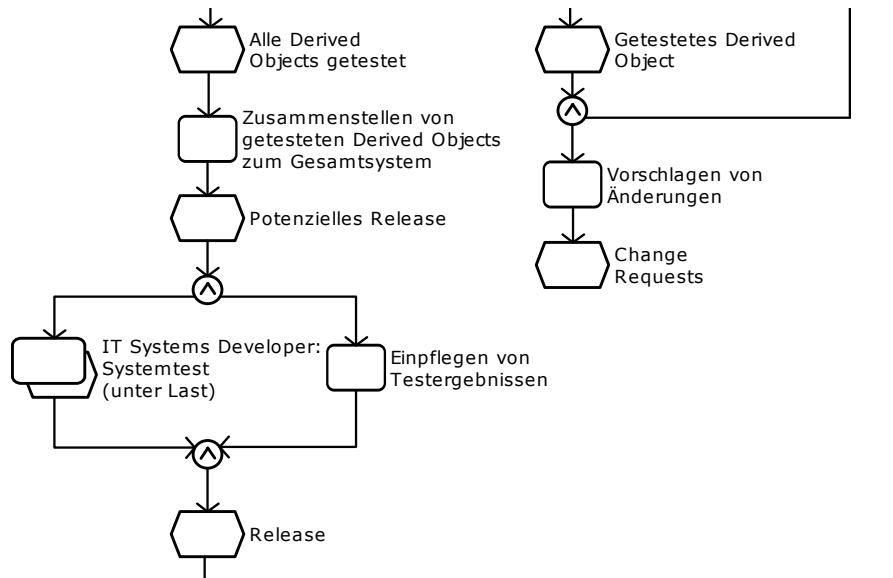 Alle Derived
Objects getestet
Zusammenstellen von
getesteten Derived Objects
zum Gesamtsystem
Potenzielles Release
IT Systems Developer:
Systemtest
(unter Last)
Einpflegen von
Testergebnissen
Release
Getestetes Derived
Object
Vorschlagen von
Änderungen
Change
Requests